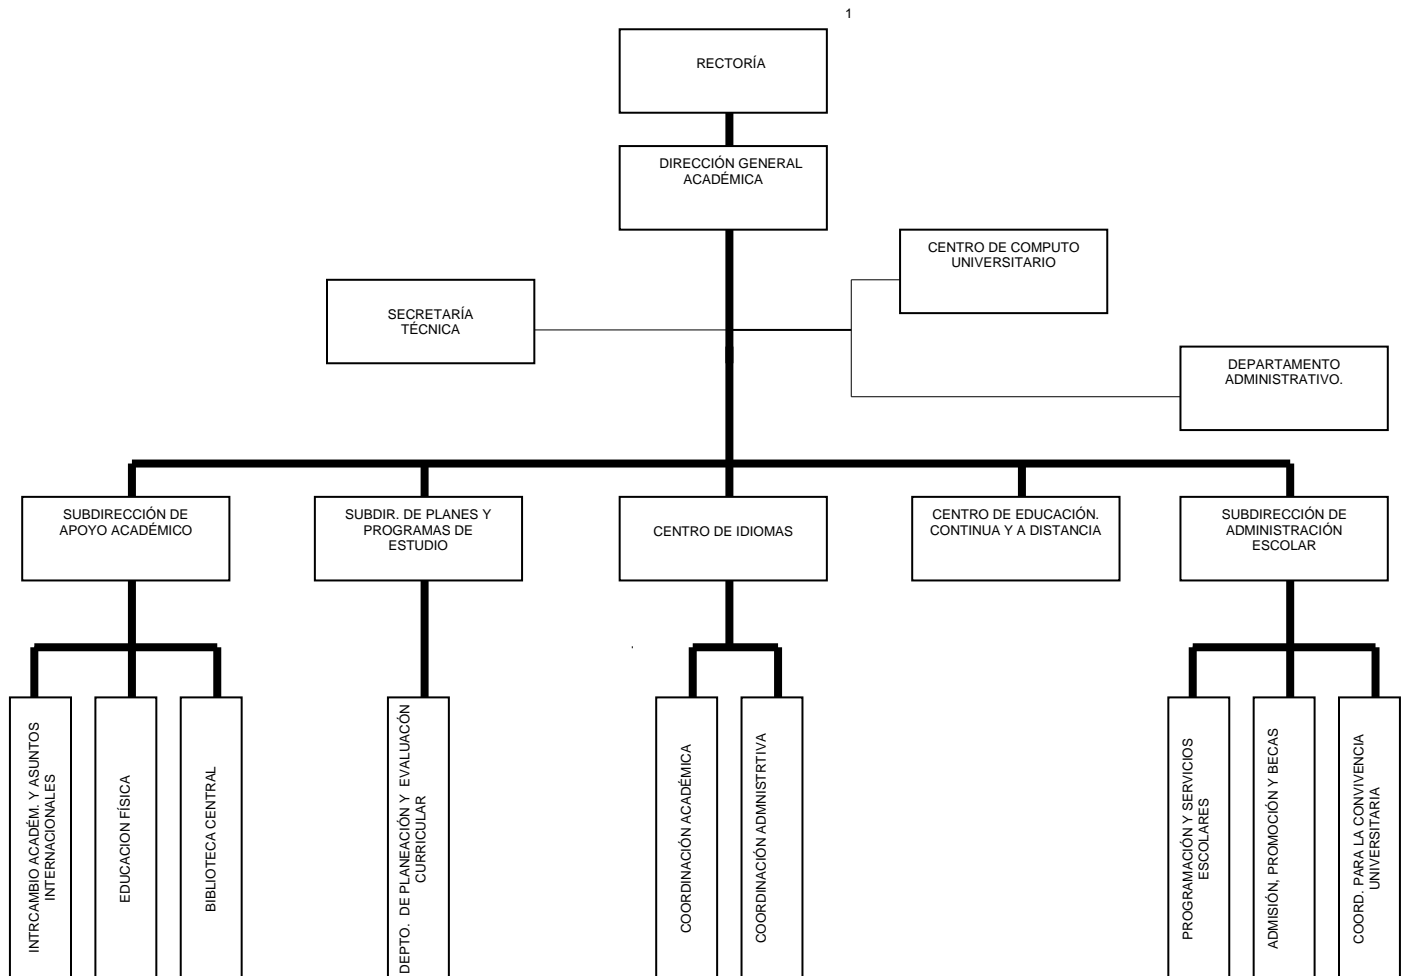 1
RECTORÍA
DIRECCIÓN GENERAL
ACADÉMICA
CENTRO DE COMPUTO
UNIVERSITARIO
SECRETARÍA
TÉCNICA
DEPARTAMENTO
ADMINISTRATIVO.
SUBDIRECCIÓN DE
APOYO ACADÉMICO
SUBDIR. DE PLANES Y
PROGRAMAS DE
ESTUDIO
CENTRO DE IDIOMAS
CENTRO DE EDUCACIÓN.
CONTINUA Y A DISTANCIA
SUBDIRECCIÓN DE
ADMINISTRACIÓN
ESCOLAR
INTRCAMBIO ACADÉM. Y ASUNTOS
INTERNACIONALES
EDUCACION FÍSICA
BIBLIOTECA CENTRAL
DEPTO. DE PLANEACIÓN Y EVALUACÓN
CURRICULAR
COORDINACIÓN ACADÉMICA
COORDINACIÓN ADMNISTRTIVA
PROGRAMACIÓN Y SERVICIOS
ESCOLARES
ADMISIÓN, PROMOCIÓN Y BECAS
COORD. PARA LA CONVIVENCIA
UNIVERSITARIA